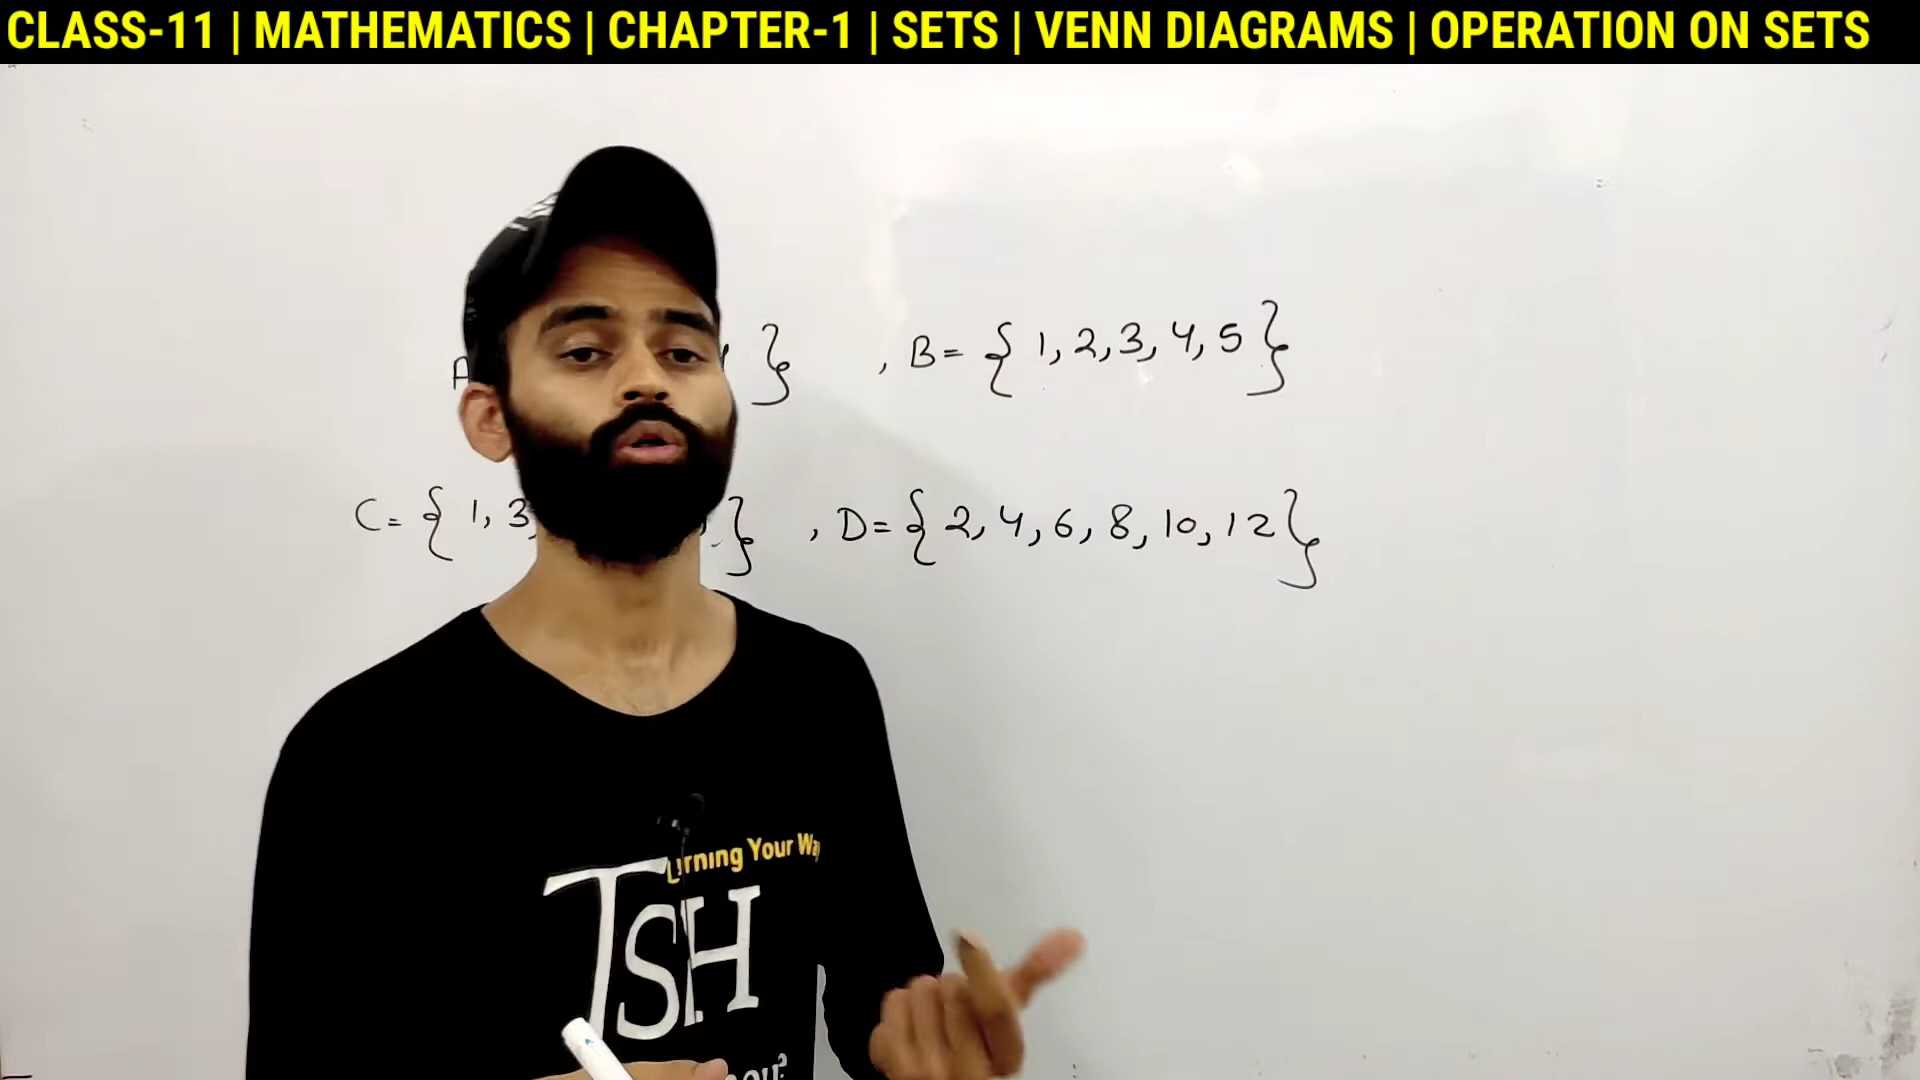 CLASS-11 | MATHEMATICS | CHAPTER-1 | SETS | VENN DIAGRAMS | OPERATION ON SETS
A } , B = { 1, 2, 3, 4, 5 }
C = { 1, 3, } , D = { 2, 4, 6, 8, 10, 12 }
Your
TSH